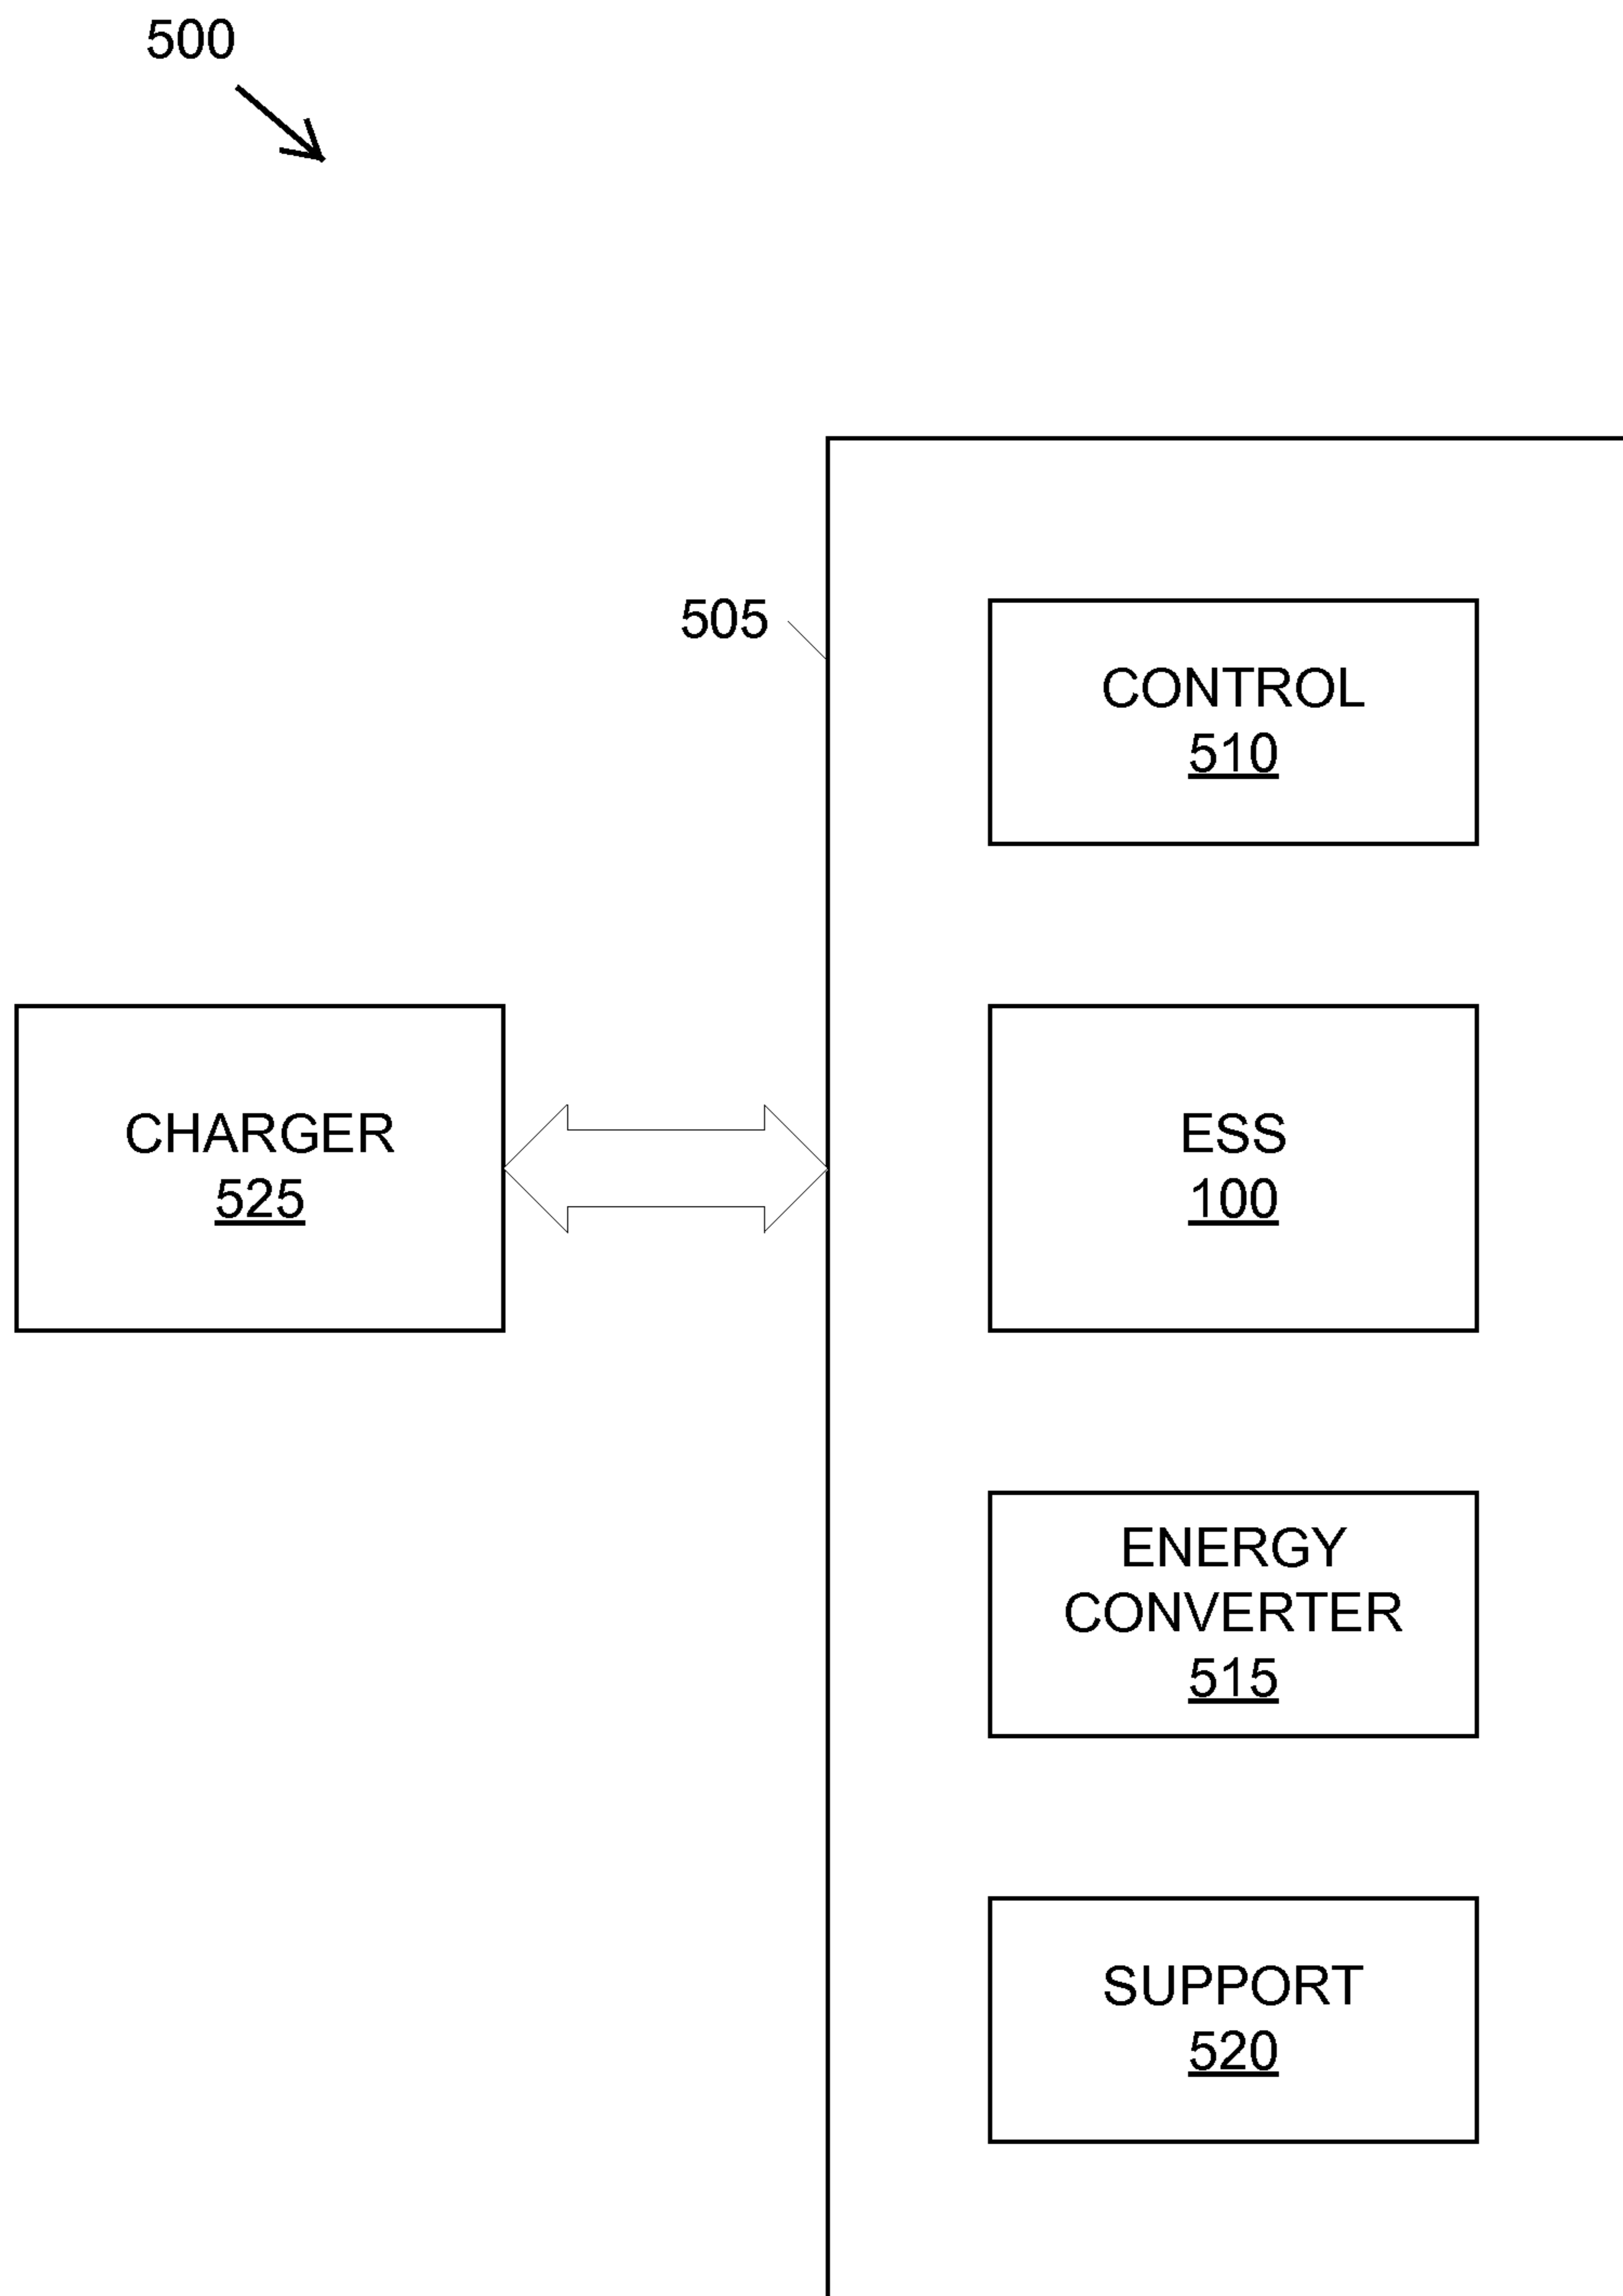 500
505
CONTROL
510
CHARGER
525
ESS
100
ENERGY
CONVERTER
515
SUPPORT
520